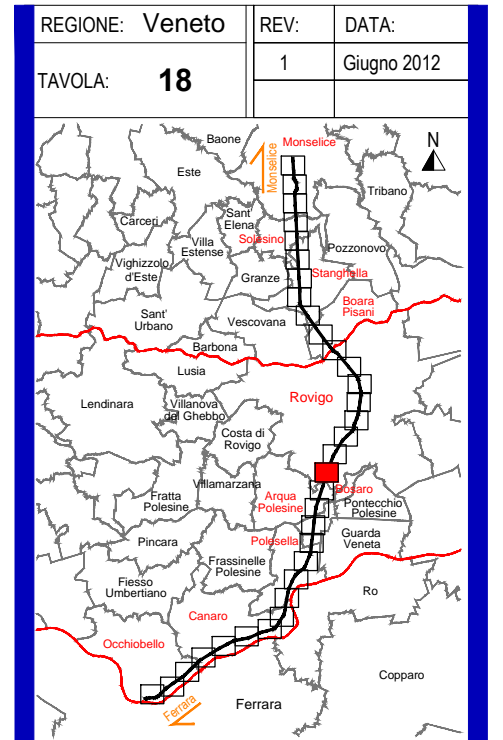 REGIONE: Veneto
REV:
DATA:
TAVOLA: 18
1
Giugno 2012
Baone
Monselice
N
Monselice
Este
Tribano
Carceri
Sant'
Elena
Solesino
Villa
Estense
Pozzonovo
Vighizzolo
d'Este
Granze
Stanghella
Boara
Pisani
Sant'
Urbano
Vescovana
Barbona
Lusia
Rovigo
Lendinara
Villanova
del Ghebbo
Costa di
Rovigo
Villamarzana
Bosaro
Fratta
Polesine
Arqua
Polesine
Pontecchio
Polesine
Pincara
Polesella
Guarda
Veneta
Frassinelle
Polesine
Fiesso
Umbertiano
Ro
Canaro
Occhiobello
Copparo
Ferrara
Ferrara